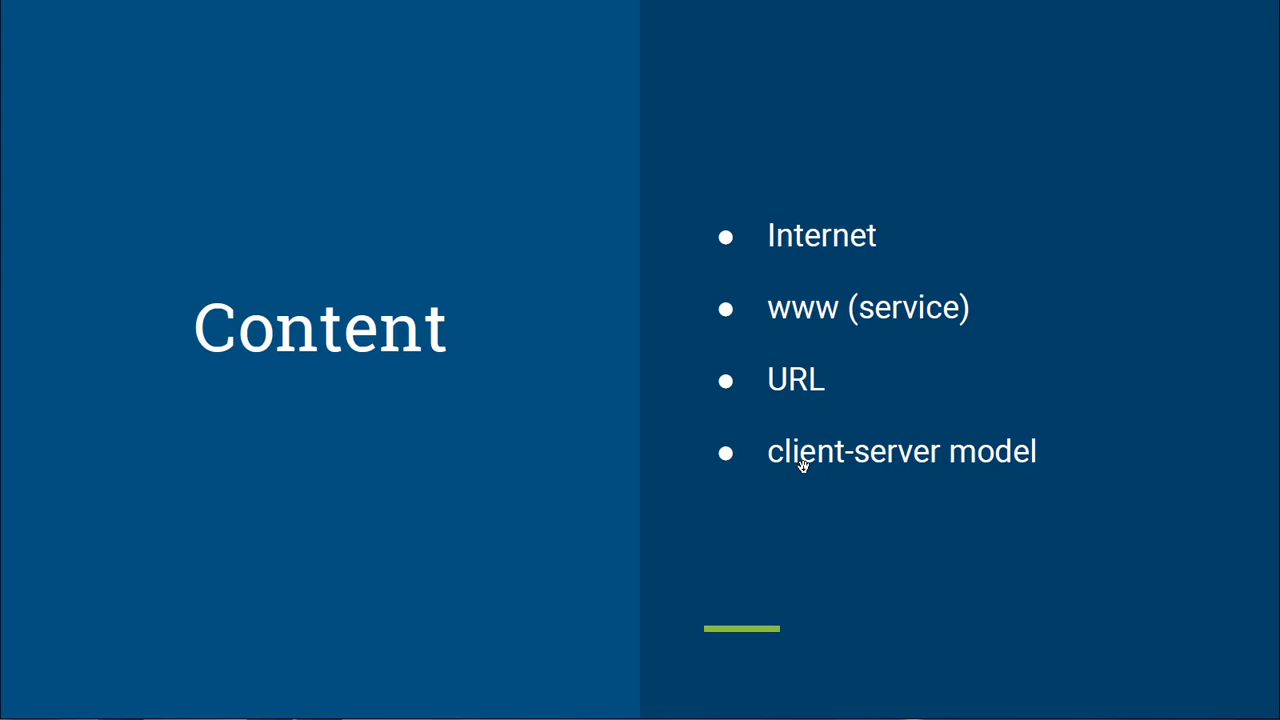 Content
Internet
www (service)
URL
client-server model